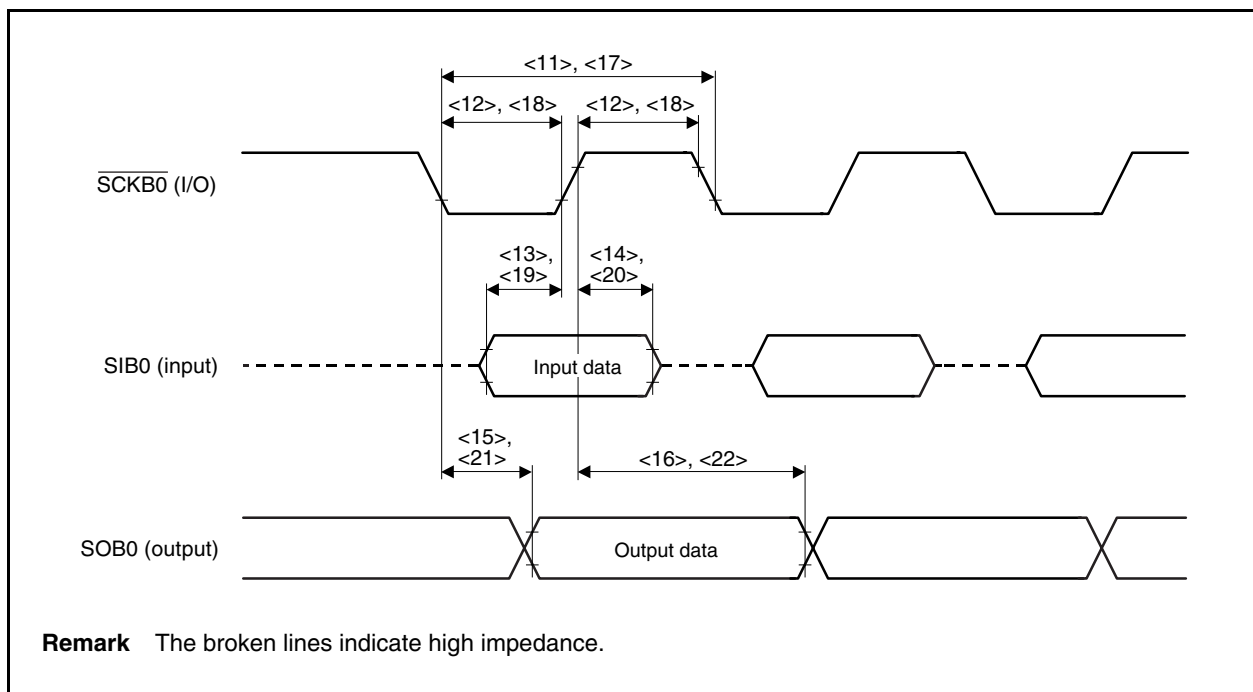 <11>, <17>
<12>, <18> <12>, <18>
SCKB0 (I/O)
<13>, <14>,
<19> <20>
SIB0 (input)
Input data
<15>,
<21>
<16>, <22>
SOB0 (output)
Output data
Remark The broken lines indicate high impedance.